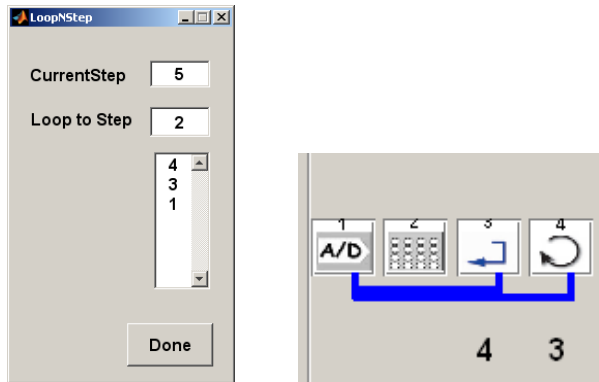 LoopNStep
CurrentStep 5
Loop to Step 2
4
3
1
Done
1 2 3 4
A/D
4 3